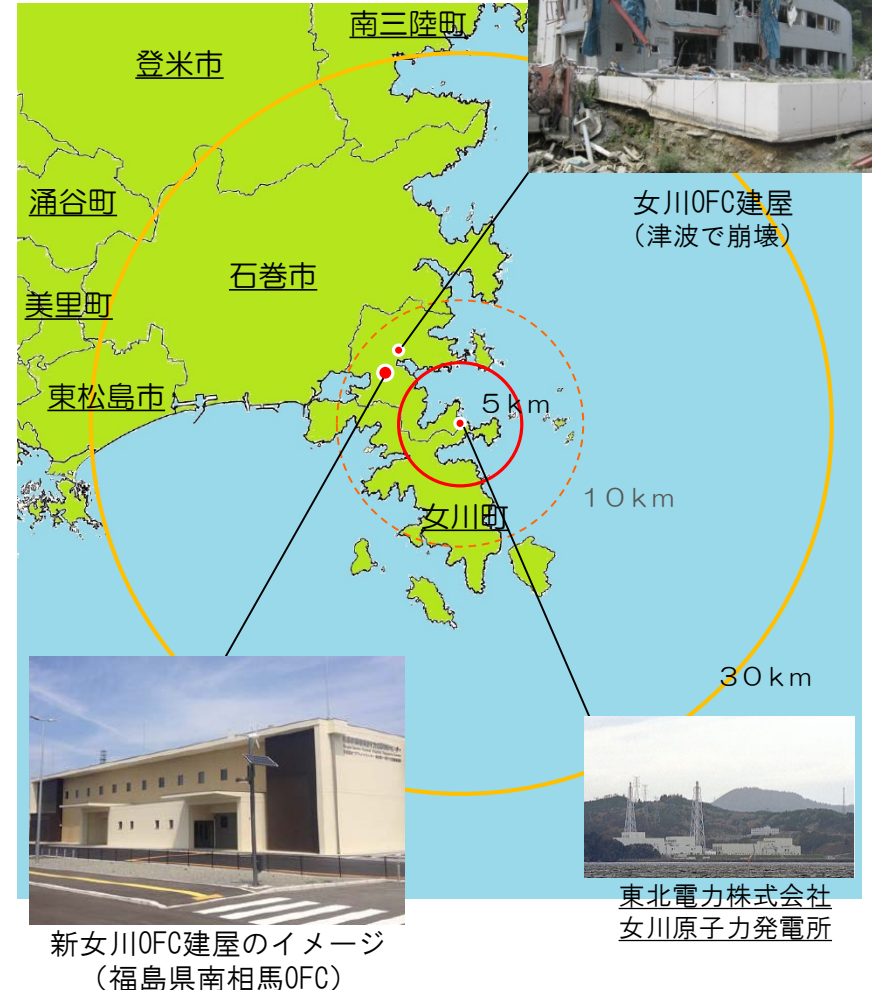 南三陸町
登米市
女川OFC建屋
（津波で崩壊）
涌谷町
石巻市
美里町
東松島市
５ｋｍ
１０ｋｍ
女川町
３０ｋｍ
東北電力株式会社
女川原子力発電所
新女川OFC建屋のイメージ
（福島県南相馬OFC）